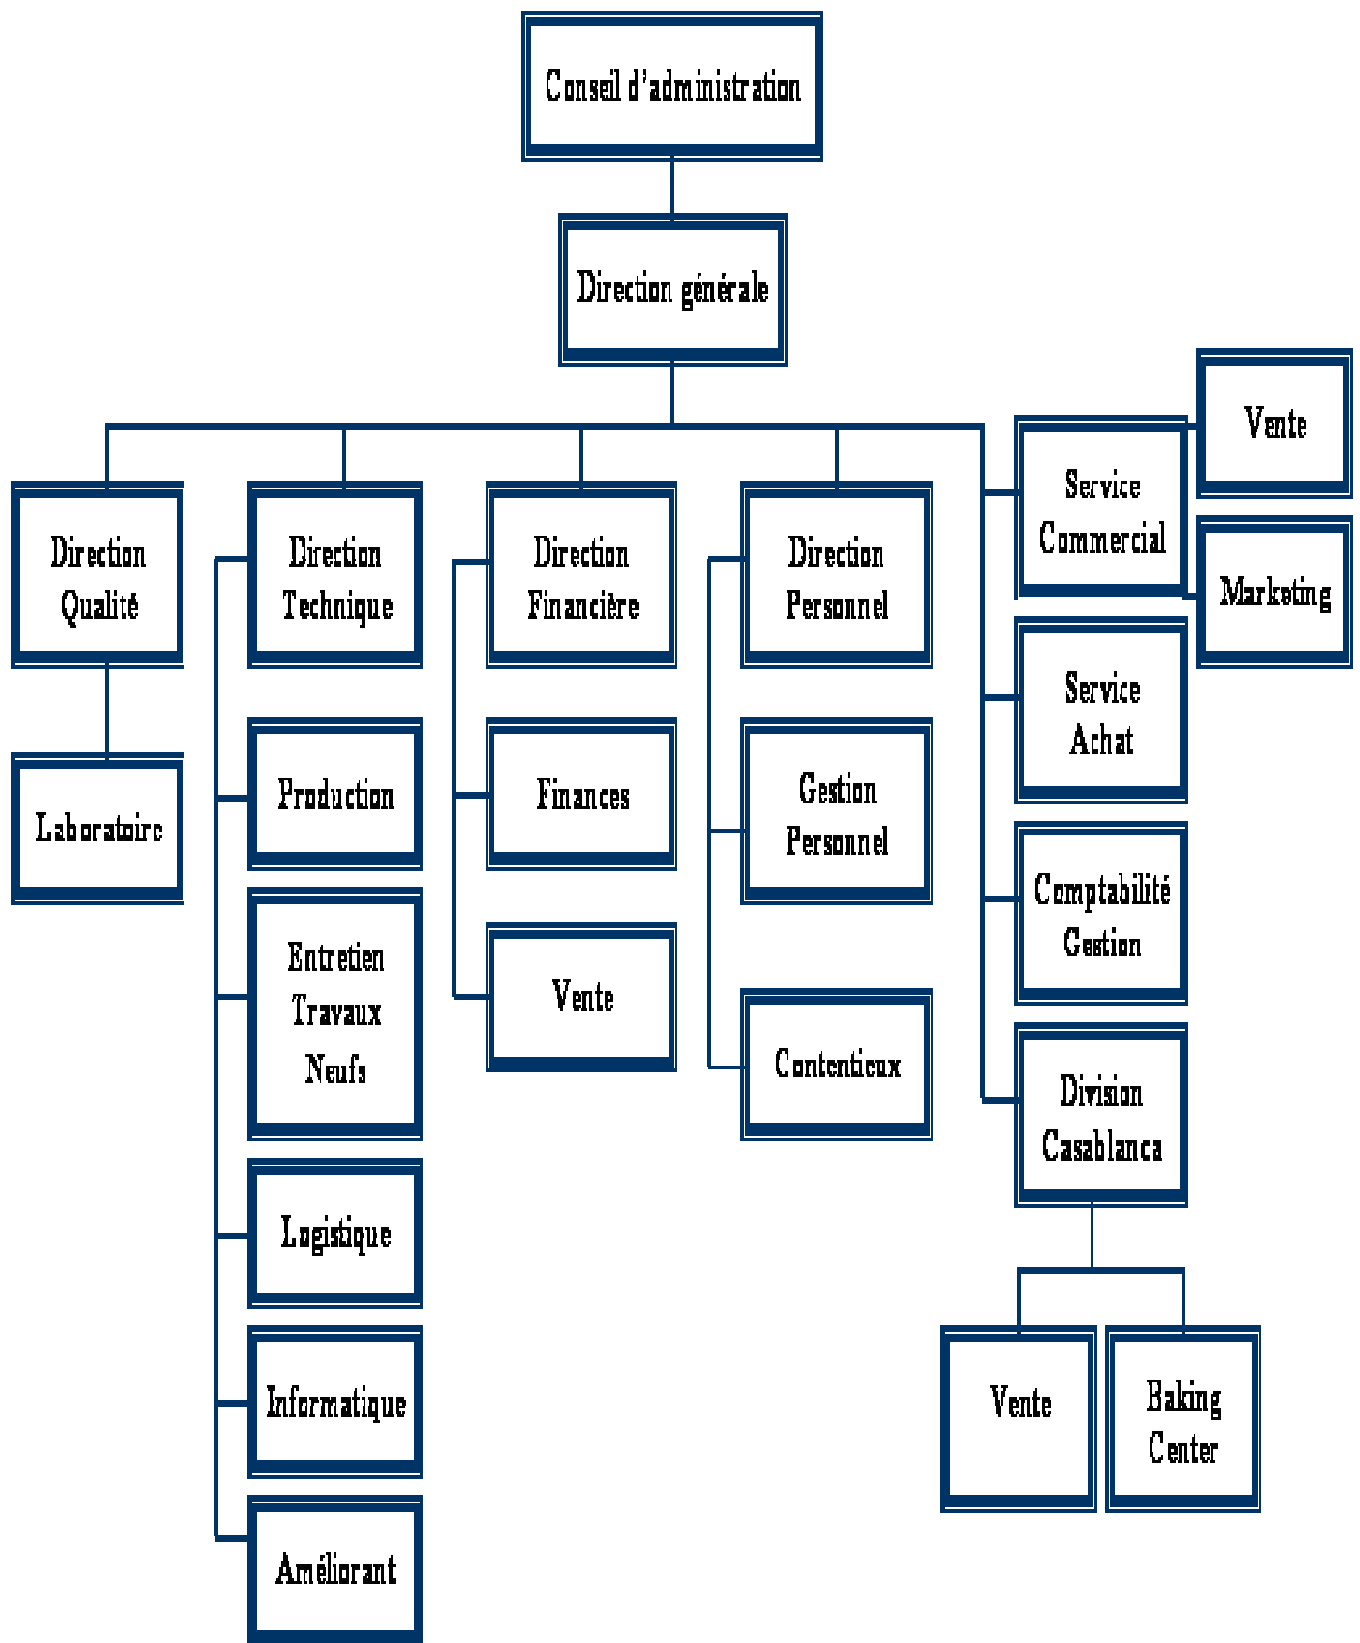 Conseil d'administration
Direction générale
Direction
Qualité
Laboratoire
Direction
Technique
Production
Entretien
Travaux
Neufs
Logistique
Informatique
Améliorant
Direction
Financière
Finances
Vente
Direction
Personnel
Gestion
Personnel
Contentieux
Service
Commercial
Vente
Marketing
Service
Achat
Comptabilité
Gestion
Division
Casablanca
Vente
Baking
Center